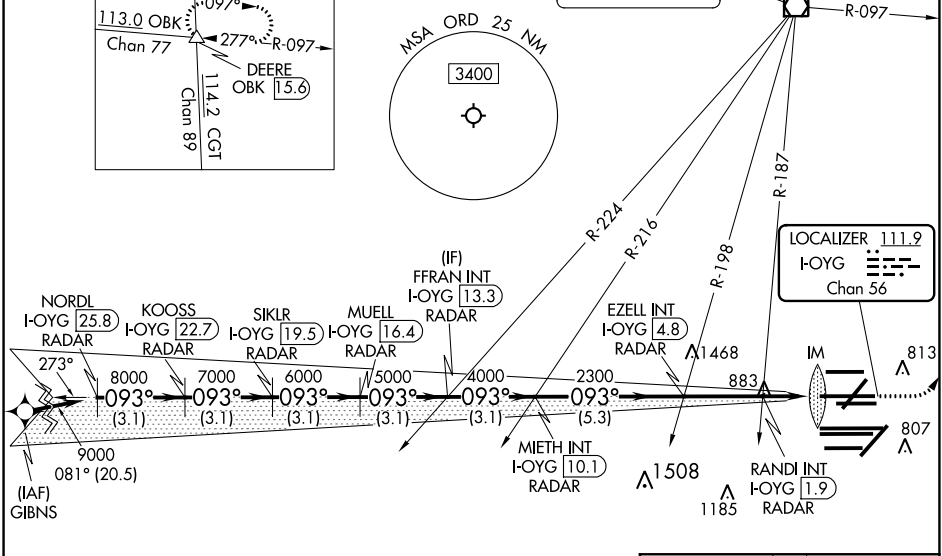 097°
113.0 OBK
Chan 77
277°
R-097
DEERE
OBK 15.6
114.2 CGT
Chan 89
MSA ORD 25 NM
3400
R-097
R-224
R-216
R-198
R-187
LOCALIZER 111.9
I-OYG
Chan 56
NORDL
I-OYG 25.8
RADAR
KOOSS
I-OYG 22.7
RADAR
SIKLR
I-OYG 19.5
RADAR
MUELL
I-OYG 16.4
RADAR
(IF)
FFRAN INT
I-OYG 13.3
RADAR
EZELL INT
I-OYG 4.8
RADAR
1468
IM
813
273°
8000
093°
(3.1)
7000
093°
(3.1)
6000
093°
(3.1)
5000
093°
(3.1)
4000
093°
(3.1)
2300
093°
(5.3)
883
807
9000
081° (20.5)
(IAF)
GIBNS
MIETH INT
I-OYG 10.1
RADAR
1508
1185
RANDI INT
I-OYG 1.9
RADAR